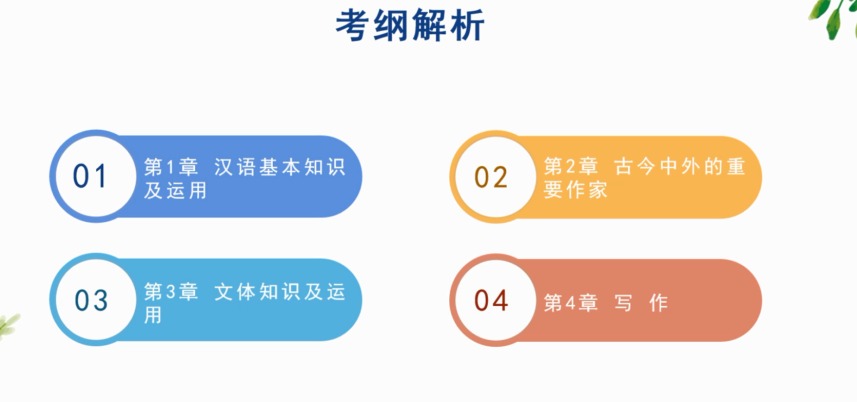 考纲解析
01
第1章 汉语基本知识
及运用
02
第2章 古今中外的重
要作家
03
第3章 文体知识及运
用
04
第4章 写 作